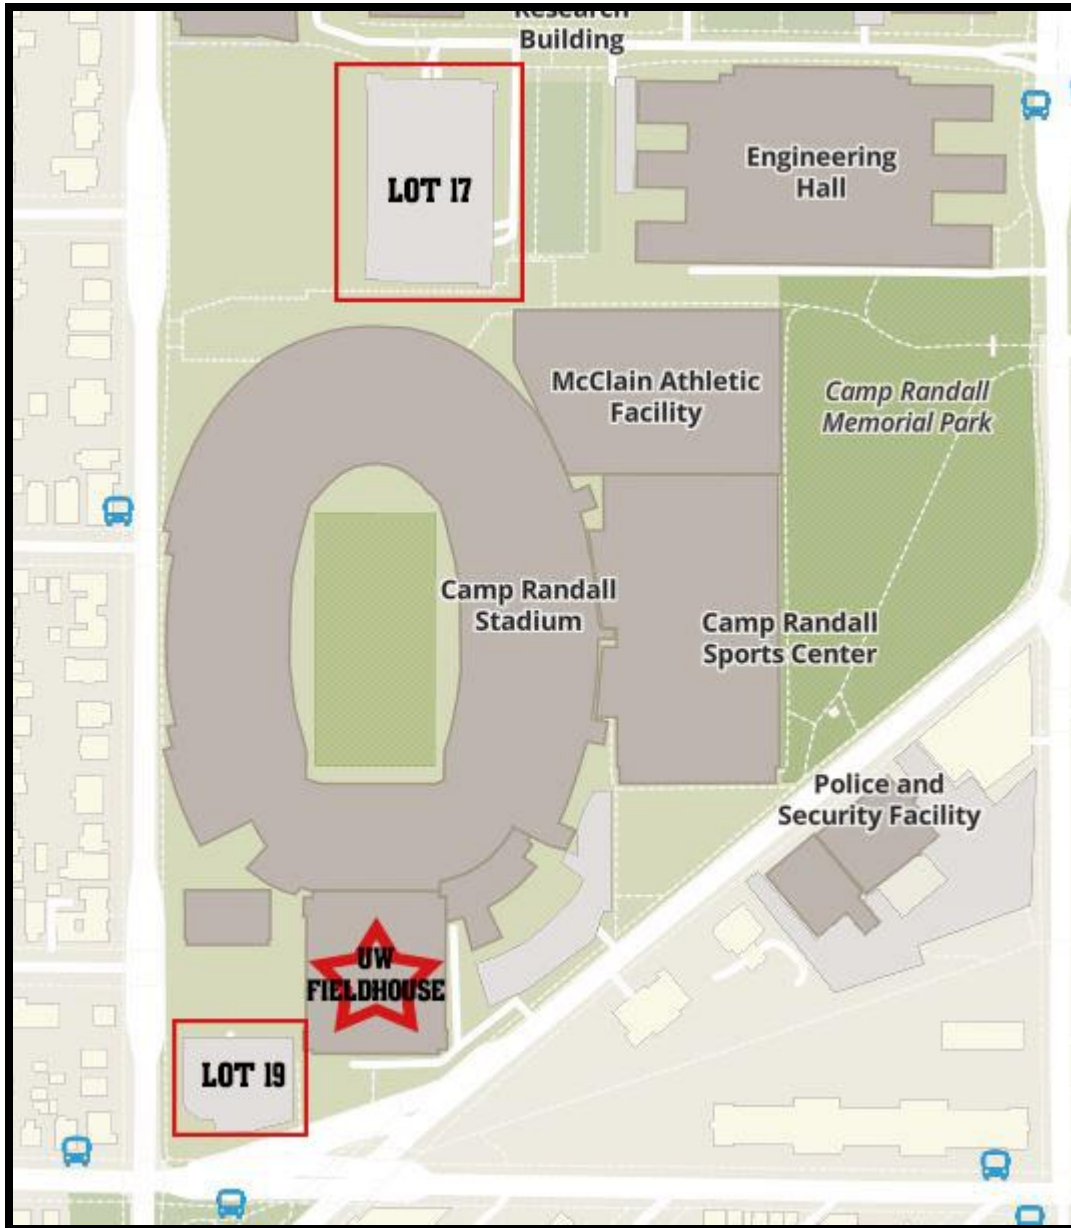 Research
Building
LOT 17
Engineering
Hall
McClain Athletic
Facility
Camp Randall
Memorial Park
Camp Randall
Stadium
Camp Randall
Sports Center
Police and
Security Facility
UW
FIELDHOUSE
LOT 19